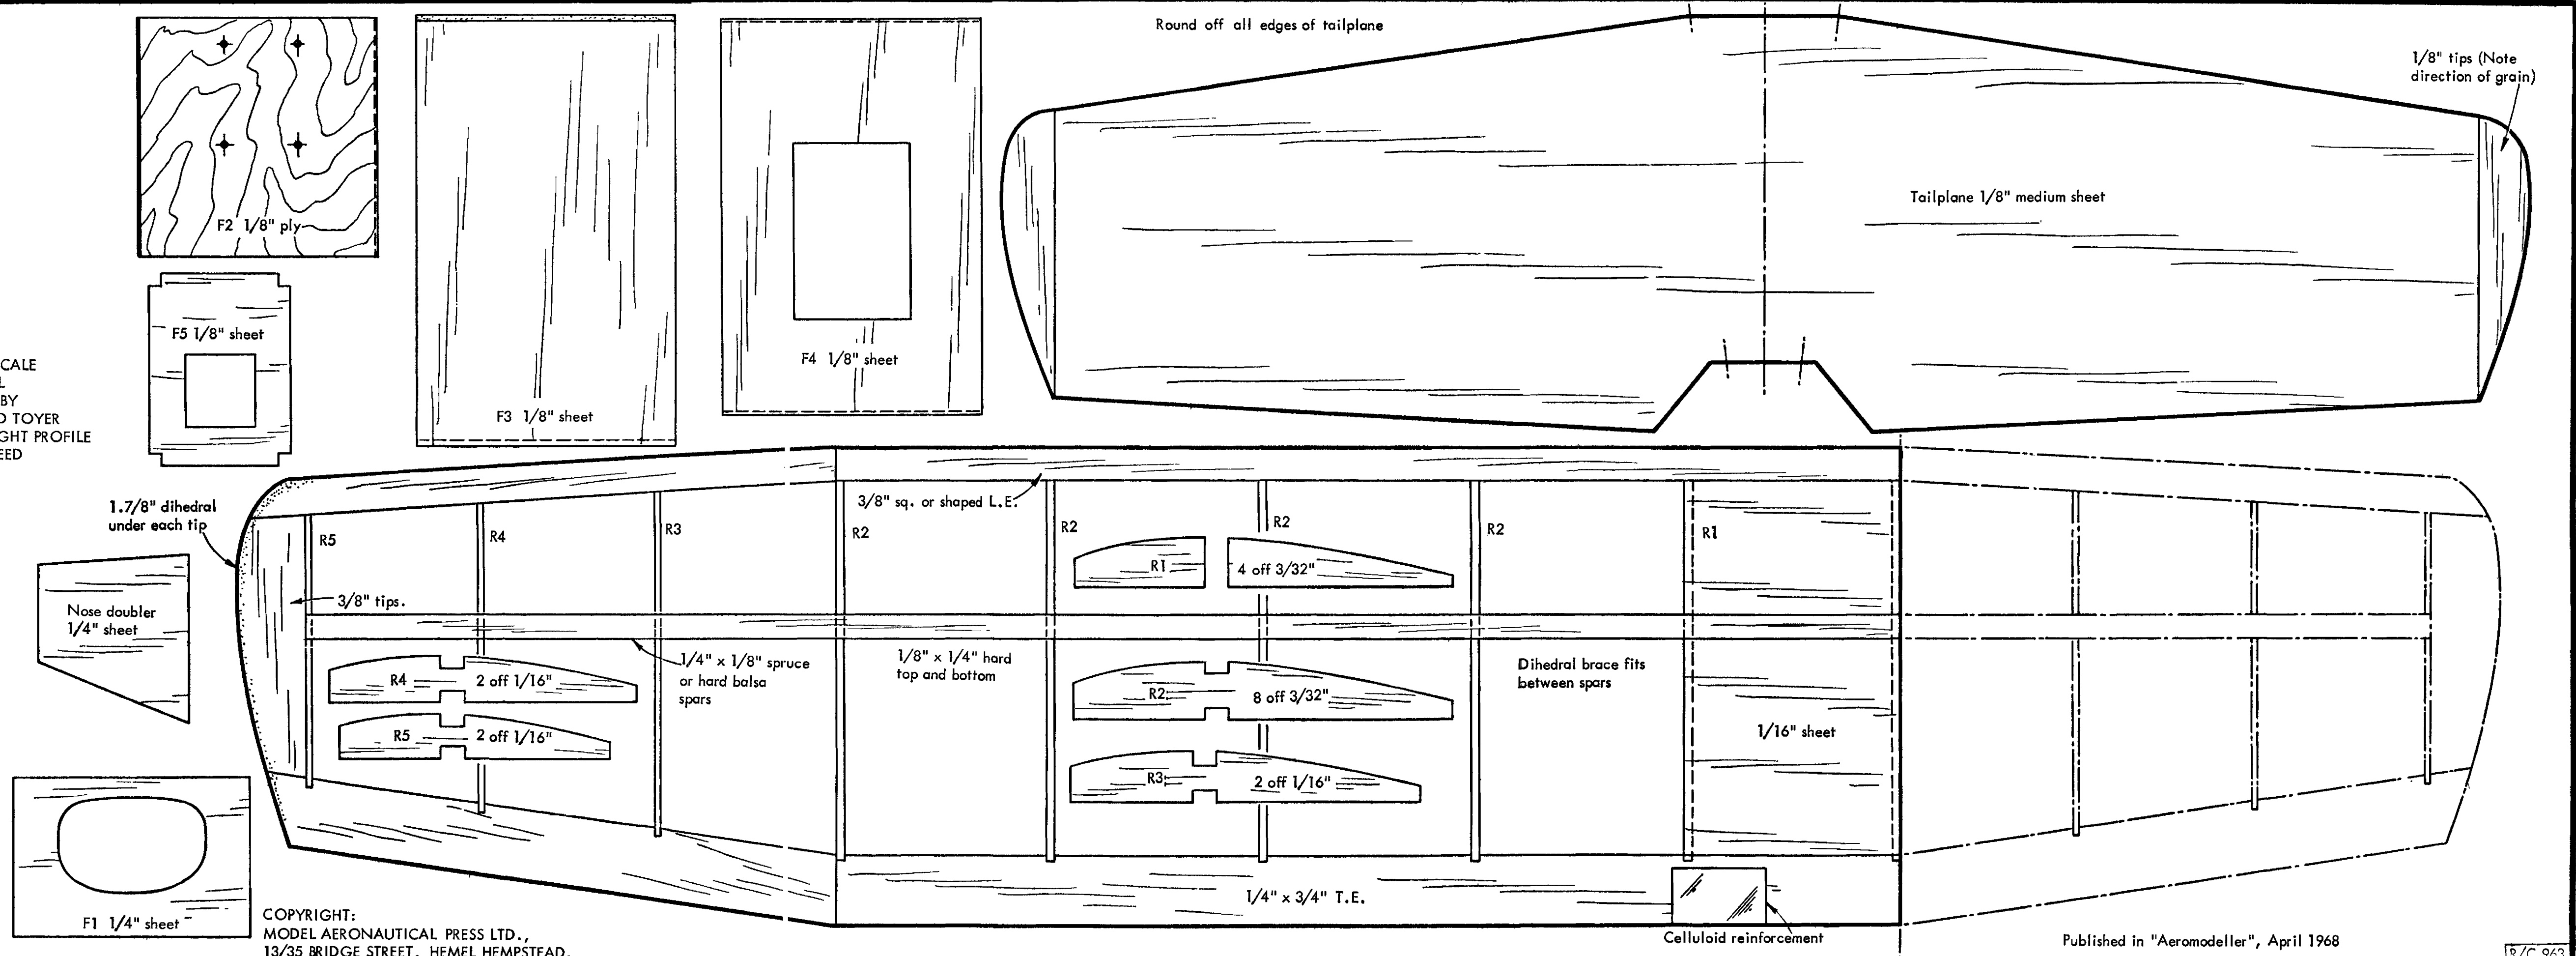 Round off all edges of tailplane
1/8" tips (Note
direction of grain)
F2 1/8" ply
Tailplane 1/8" medium sheet
F5 1/8" sheet
F4 1/8" sheet
F3 1/8" sheet
CALE
BY
TOYER
GHT PROFILE
EED
1.7/8" dihedral
under each tip
3/8" sq. or shaped L.E.
R5
R4
R3
R2
R2
R2
R2
R1
R1
4 off 3/32"
Nose doubler
1/4" sheet
3/8" tips.
1/4" x 1/8" spruce
or hard balsa
spars
1/8" x 1/4" hard
top and bottom
Dihedral brace fits
between spars
R4
2 off 1/16"
R2
8 off 3/32"
R5
2 off 1/16"
1/16" sheet
R3
2 off 1/16"
1/4" x 3/4" T.E.
F1 1/4" sheet
COPYRIGHT:
MODEL AERONAUTICAL PRESS LTD.,
13/35 BRIDGE STREET, HEMEL HEMPSTEAD,
Celluloid reinforcement
Published in "Aeromodeller", April 1968
R/C 963